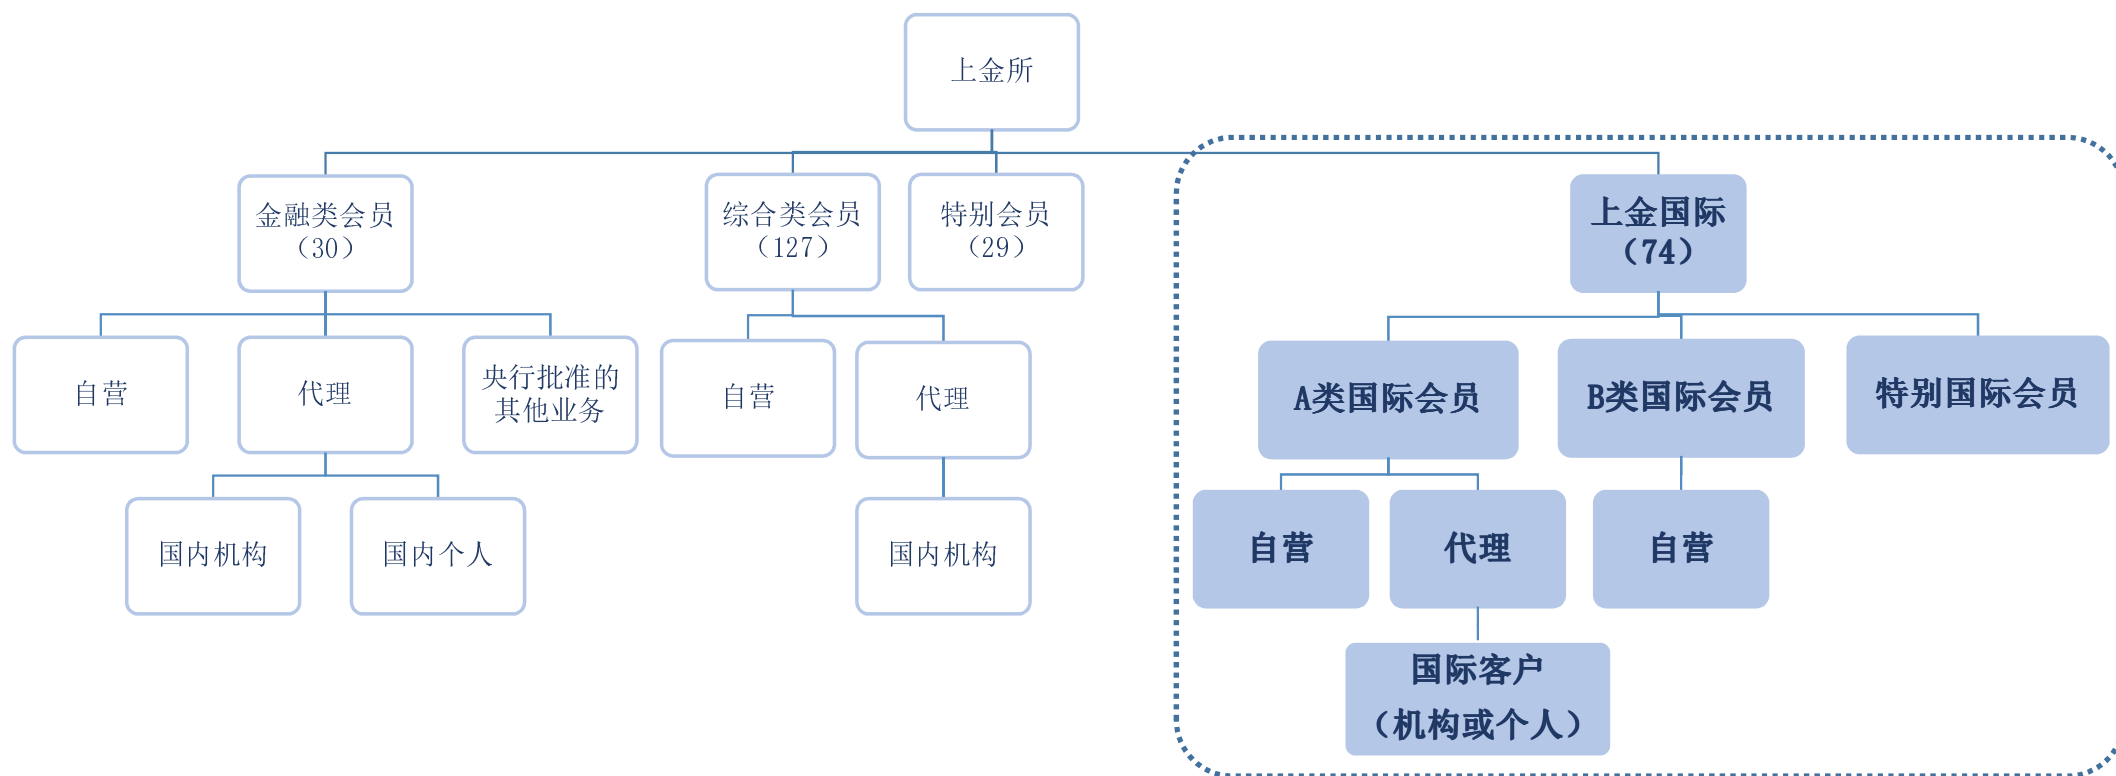 上金所
金融类会员
（30）
综合类会员
（127）
特别会员
（29）
上金国际
（74）
自营
代理
央行批准的
其他业务
自营
代理
A类国际会员
B类国际会员
特别国际会员
国内机构
国内个人
国内机构
自营
代理
自营
国际客户
（机构或个人）